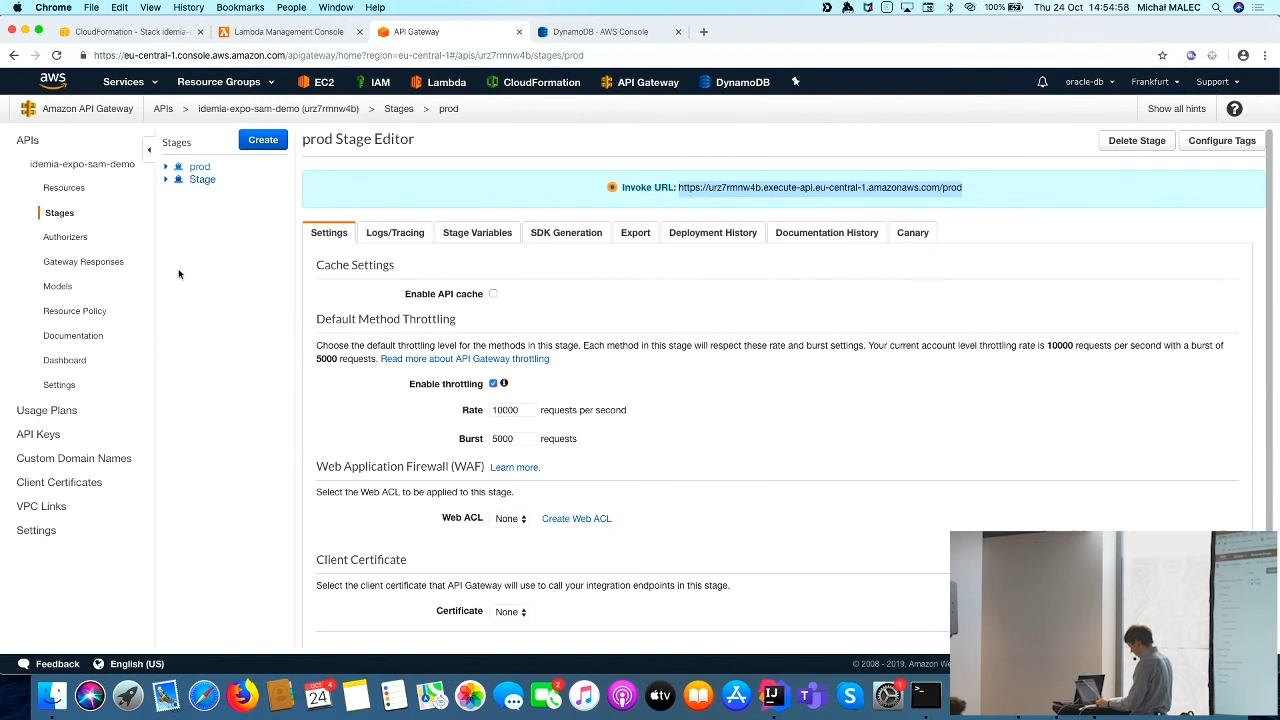 Chrome File Edit View History Bookmarks People Window Help 100% Thu 24 Oct 14:54:58 Michał MALEC
CloudFormation - Stack idemia- Lambda Management Console API Gateway DynamoDB · AWS Console
https://eu-central-1.console.aws.amazon.com/apigateway/home?region=eu-central-1#/apis/urz7rmnw4b/stages/prod
aws Services Resource Groups EC2 IAM Lambda CloudFormation API Gateway DynamoDB oracle-db Frankfurt Support
Amazon API Gateway APIs > idemia-expo-sam-demo (urz7rmnw4b) > Stages > prod Show all hints ?
APIs
idemia-expo-sam-demo
Resources
Stages
Authorizers
Gateway Responses
Models
Resource Policy
Documentation
Dashboard
Settings
Usage Plans
API Keys
Custom Domain Names
Client Certificates
VPC Links
Settings
Stages Create
prod
Stage
prod Stage Editor Delete Stage Configure Tags
Invoke URL: https://urz7rmnw4b.execute-api.eu-central-1.amazonaws.com/prod
Settings Logs/Tracing Stage Variables SDK Generation Export Deployment History Documentation History Canary
Cache Settings
Enable API cache
Default Method Throttling
Choose the default throttling level for the methods in this stage. Each method in this stage will respect these rate and burst settings. Your current account level throttling rate is 10000 requests per second with a burst of
5000 requests. Read more about API Gateway throttling
Enable throttling
Rate 10000 requests per second
Burst 5000 requests
Web Application Firewall (WAF) Learn more.
Select the Web ACL to be applied to this stage.
Web ACL None Create Web ACL
Client Certificate
Select the client certificate that API Gateway will use to call your integration endpoints in this stage.
Certificate None
Feedback English (US) © 2008 - 2019, Amazon We
OCT 4
24
2
tv
1